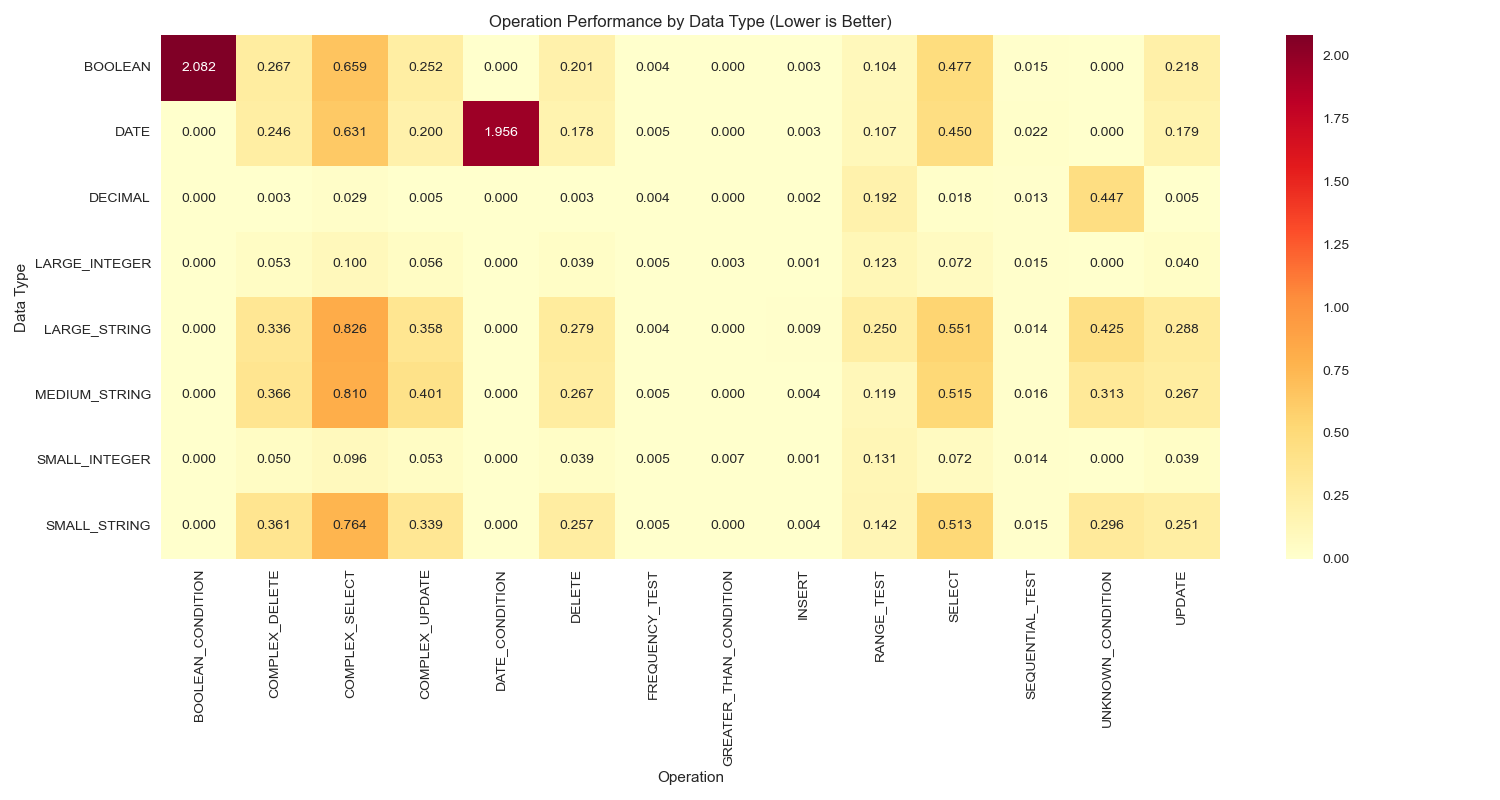 Operation Performance by Data Type (Lower is Better)
BOOLEAN 2.082 0.267 0.659 0.252 0.000 0.201 0.004 0.000 0.003 0.104 0.477 0.015 0.000 0.218
DATE 0.000 0.246 0.631 0.200 1.956 0.178 0.005 0.000 0.003 0.107 0.450 0.022 0.000 0.179
DECIMAL 0.000 0.003 0.029 0.005 0.000 0.003 0.004 0.000 0.002 0.192 0.018 0.013 0.447 0.005
LARGE_INTEGER 0.000 0.053 0.100 0.056 0.000 0.039 0.005 0.003 0.001 0.123 0.072 0.015 0.000 0.040
LARGE_STRING 0.000 0.336 0.826 0.358 0.000 0.279 0.004 0.000 0.009 0.250 0.551 0.014 0.425 0.288
MEDIUM_STRING 0.000 0.366 0.810 0.401 0.000 0.267 0.005 0.000 0.004 0.119 0.515 0.016 0.313 0.267
SMALL_INTEGER 0.000 0.050 0.096 0.053 0.000 0.039 0.005 0.007 0.001 0.131 0.072 0.014 0.000 0.039
SMALL_STRING 0.000 0.361 0.764 0.339 0.000 0.257 0.005 0.000 0.004 0.142 0.513 0.015 0.296 0.251
Data Type
BOOLEAN_CONDITION
COMPLEX_DELETE
COMPLEX_SELECT
COMPLEX_UPDATE
DATE_CONDITION
DELETE
FREQUENCY_TEST
GREATER_THAN_CONDITION
INSERT
RANGE_TEST
SELECT
SEQUENTIAL_TEST
UNKNOWN_CONDITION
UPDATE
Operation
2.00
1.75
1.50
1.25
1.00
0.75
0.50
0.25
0.00